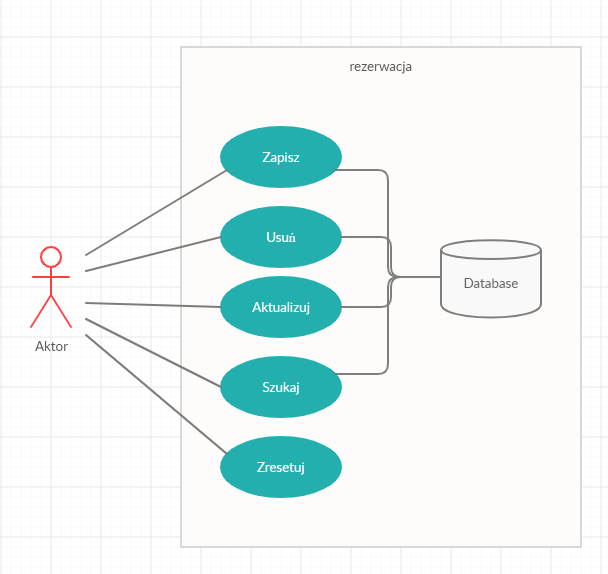 rezerwacja
Zapisz
Usuń
Aktualizuj
Database
Aktor
Szukaj
Zresetuj